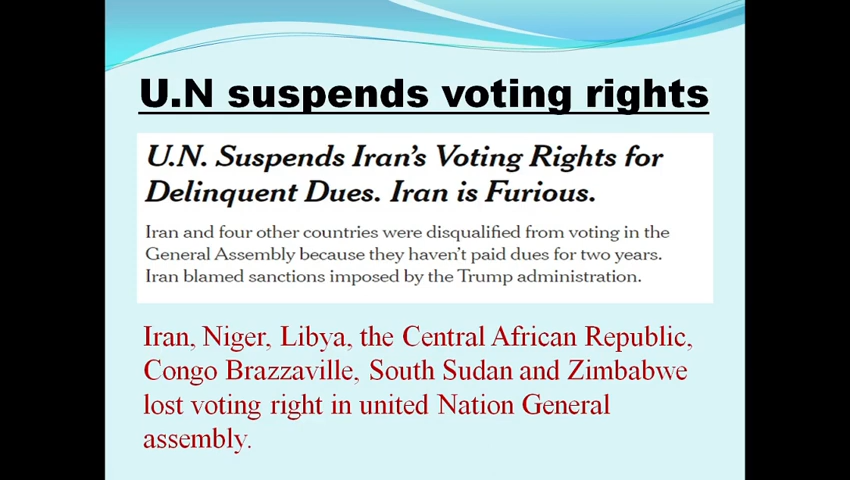 U.N suspends voting rights
U.N. Suspends Iran's Voting Rights for
Delinquent Dues. Iran is Furious.
Iran and four other countries were disqualified from voting in the
General Assembly because they haven't paid dues for two years.
Iran blamed sanctions imposed by the Trump administration.
Iran, Niger, Libya, the Central African Republic,
Congo Brazzaville, South Sudan and Zimbabwe
lost voting right in united Nation General
assembly.